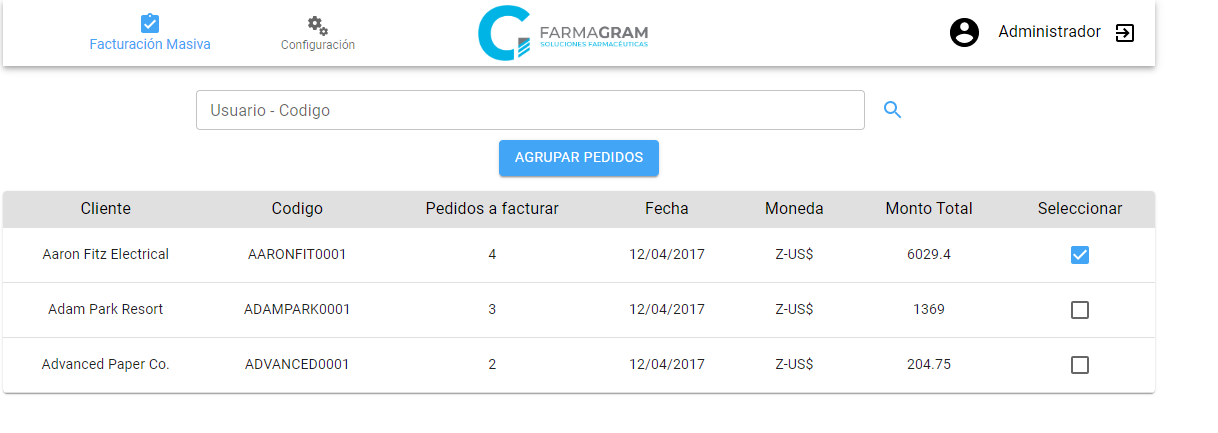 Facturación Masiva
Configuración
FARMAGRAM
SOLUCIONES FARMACÉUTICAS
Administrador
Usuario - Codigo
AGRUPAR PEDIDOS
Cliente Codigo Pedidos a facturar Fecha Moneda Monto Total Seleccionar
Aaron Fitz Electrical AARONFIT0001 4 12/04/2017 Z-US$ 6029.4
Adam Park Resort ADAMPARK0001 3 12/04/2017 Z-US$ 1369
Advanced Paper Co. ADVANCED0001 2 12/04/2017 Z-US$ 204.75